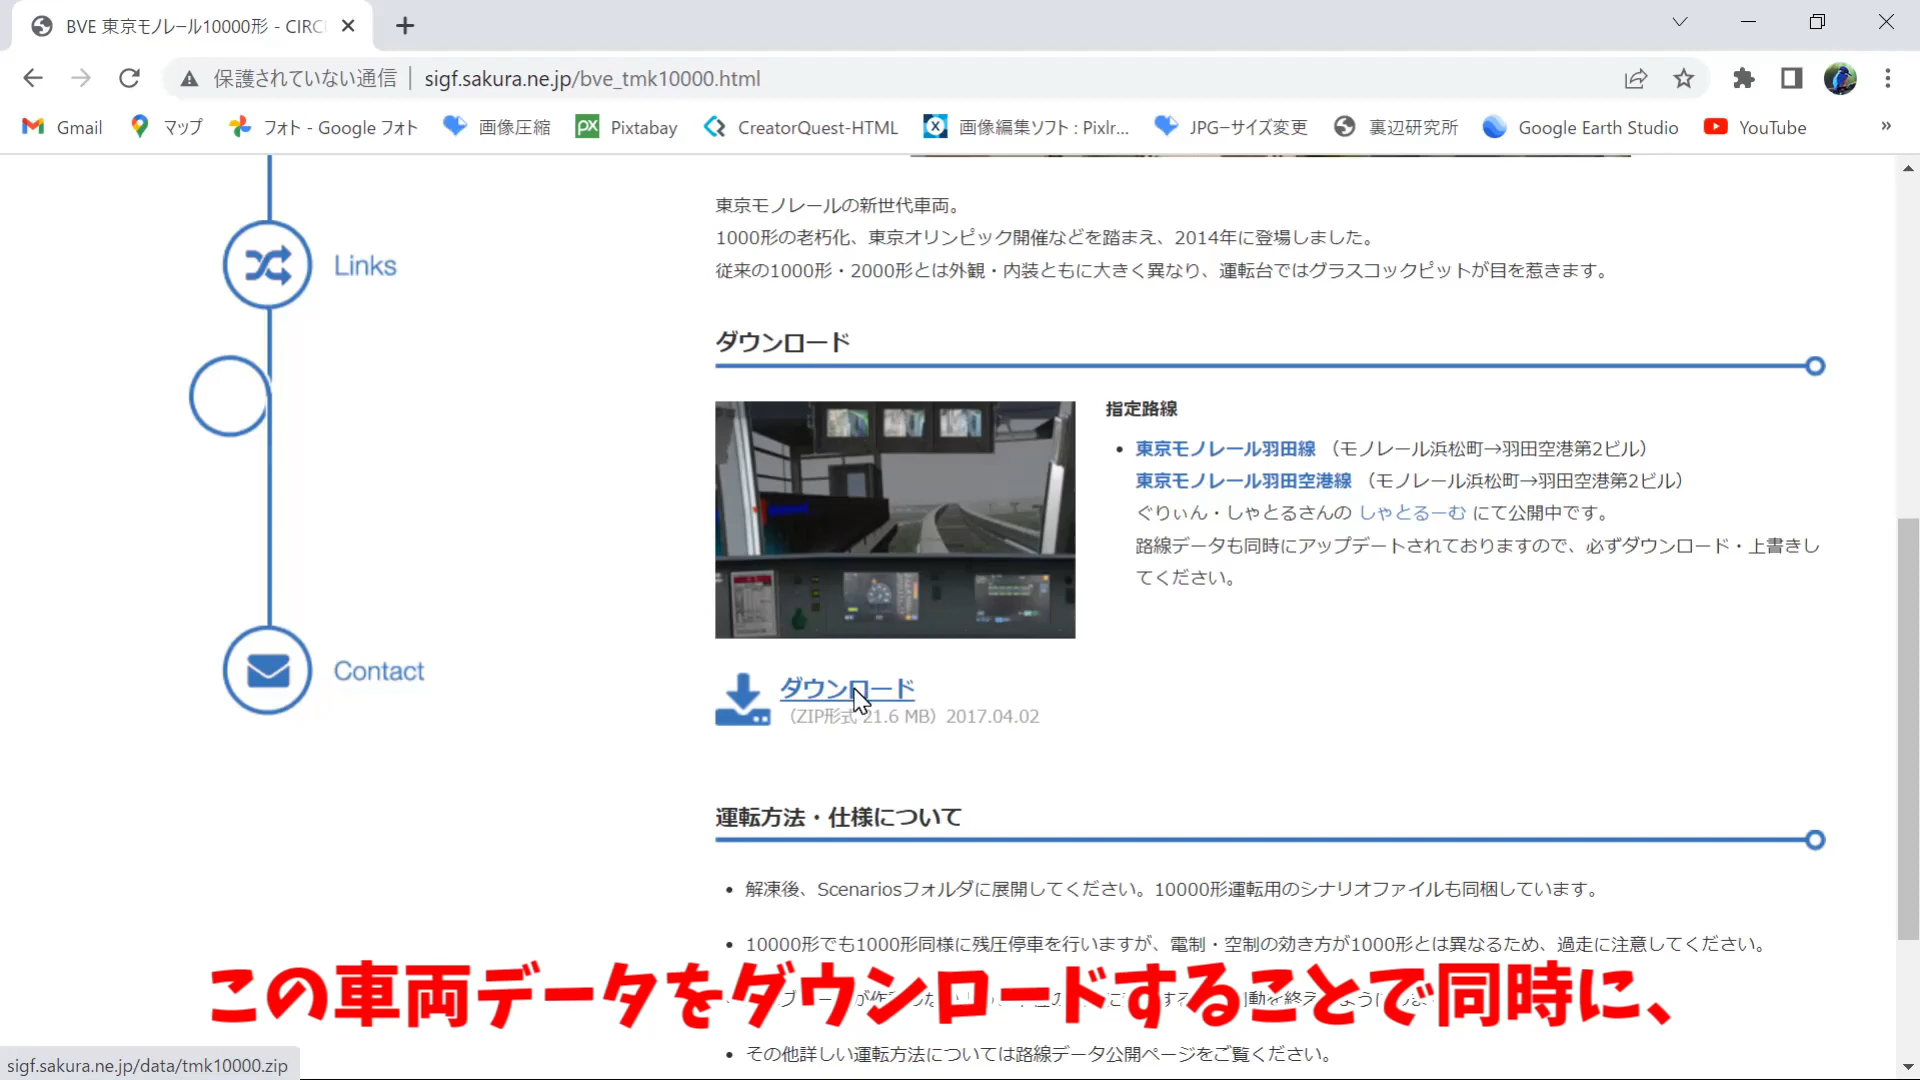 BVE 東京モノレール10000形 - CIRC
保護されていない通信
sigf.sakura.ne.jp/bve_tmk10000.html
Gmail
マップ
フォト - Google フォト
画像圧縮
Pixtabay
CreatorQuest-HTML
画像編集ソフト : Pixlr...
JPGーサイズ変更
裏辺研究所
Google Earth Studio
YouTube
»
東京モノレールの新世代車両。
1000形の老朽化、東京オリンピック開催などを踏まえ、2014年に登場しました。
従来の1000形・2000形とは外観・内装ともに大きく異なり、運転台ではグラスコックピットが目を惹きます。
Links
Contact
ダウンロード
指定路線
• 東京モノレール羽田線 （モノレール浜松町→羽田空港第2ビル）
東京モノレール羽田空港線 （モノレール浜松町→羽田空港第2ビル）
ぐりぃん・しゃとるさんの しゃとるーむ にて公開中です。
路線データも同時にアップデートされておりますので、必ずダウンロード・上書きし
てください。
ダウンロード
（ZIP形式 21.6 MB）2017.04.02
運転方法・仕様について
• 解凍後、Scenariosフォルダに展開してください。10000形運転用のシナリオファイルも同梱しています。
• 10000形でも1000形同様に残圧停車を行いますが、電制・空制の効き方が1000形とは異なるため、過走に注意してください。
この車両データをダウンロードすることで同時に、
• その他詳しい運転方法については路線データ公開ページをご覧ください。
sigf.sakura.ne.jp/data/tmk10000.zip